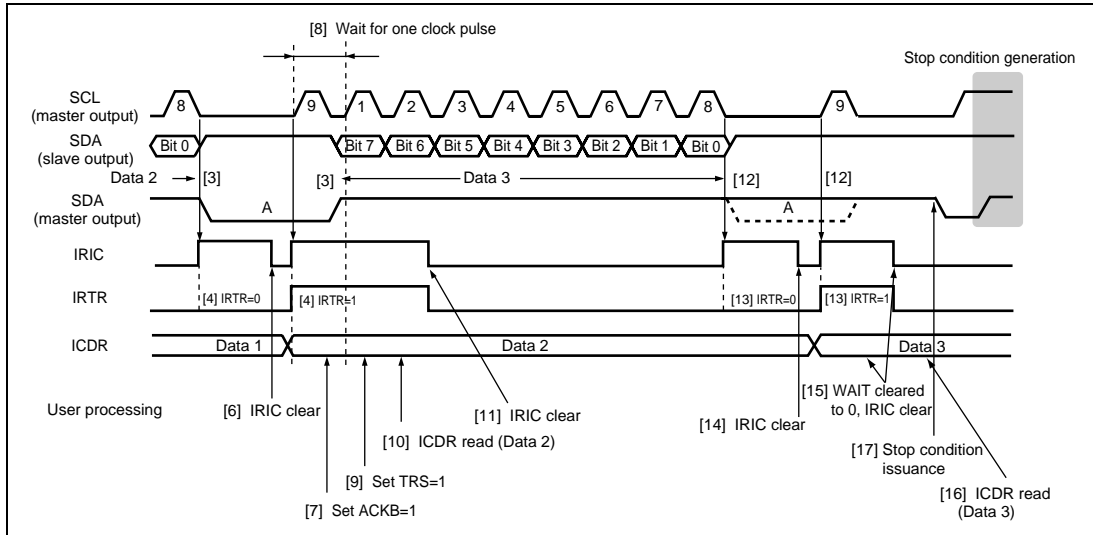 [8] Wait for one clock pulse
Stop condition generation
SCL
(master output)
8 9 1 2 3 4 5 6 7 8 9
SDA
(slave output)
Bit 0 Bit 7 Bit 6 Bit 5 Bit 4 Bit 3 Bit 2 Bit 1 Bit 0
Data 2 [3] [3] Data 3 [12] [12]
SDA
(master output)
A A
IRIC
IRTR
[4] IRTR=0 [4] IRTR=1 [13] IRTR=0 [13] IRTR=1
ICDR
Data 1 Data 2 Data 3
User processing
[6] IRIC clear
[11] IRIC clear
[14] IRIC clear
[15] WAIT cleared
to 0, IRIC clear
[10] ICDR read (Data 2)
[17] Stop condition
issuance
[9] Set TRS=1
[16] ICDR read
(Data 3)
[7] Set ACKB=1